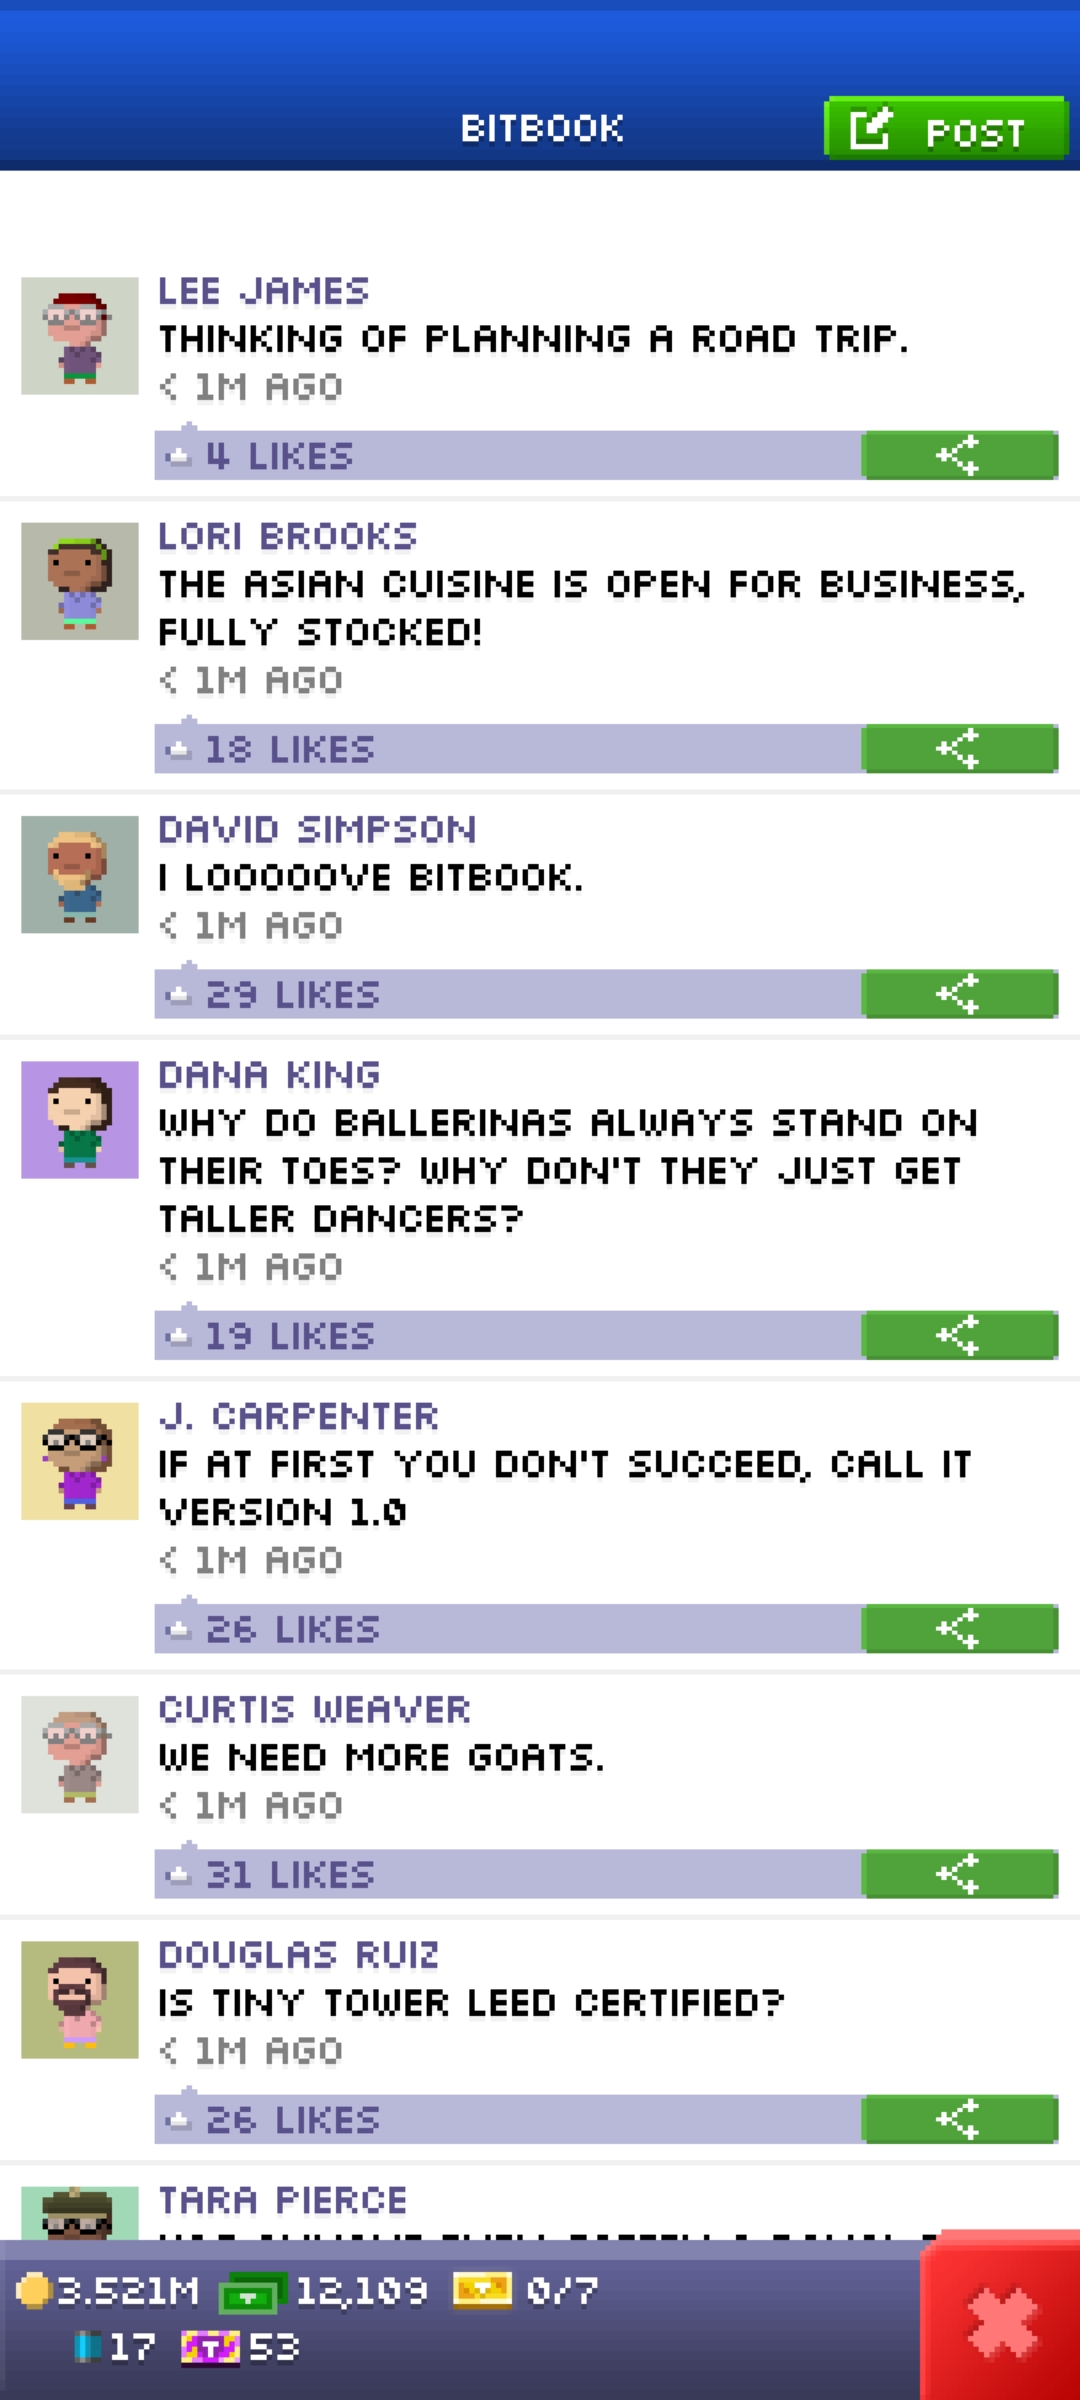 BITBOOK
POST
LEE JAMES
THINKING OF PLANNING A ROAD TRIP.
< 1M AGO
4 LIKES
LORI BROOKS
THE ASIAN CUISINE IS OPEN FOR BUSINESS,
FULLY STOCKED!
< 1M AGO
18 LIKES
DAVID SIMPSON
I LOOOOOVE BITBOOK.
< 1M AGO
29 LIKES
DANA KING
WHY DO BALLERINAS ALWAYS STAND ON
THEIR TOES? WHY DON'T THEY JUST GET
TALLER DANCERS?
< 1M AGO
19 LIKES
J. CARPENTER
IF AT FIRST YOU DON'T SUCCEED, CALL IT
VERSION 1.0
< 1M AGO
26 LIKES
CURTIS WEAVER
WE NEED MORE GOATS.
< 1M AGO
31 LIKES
DOUGLAS RUIZ
IS TINY TOWER LEED CERTIFIED?
< 1M AGO
26 LIKES
TARA PIERCE
3.521M 12,109 0/7
17 T 53